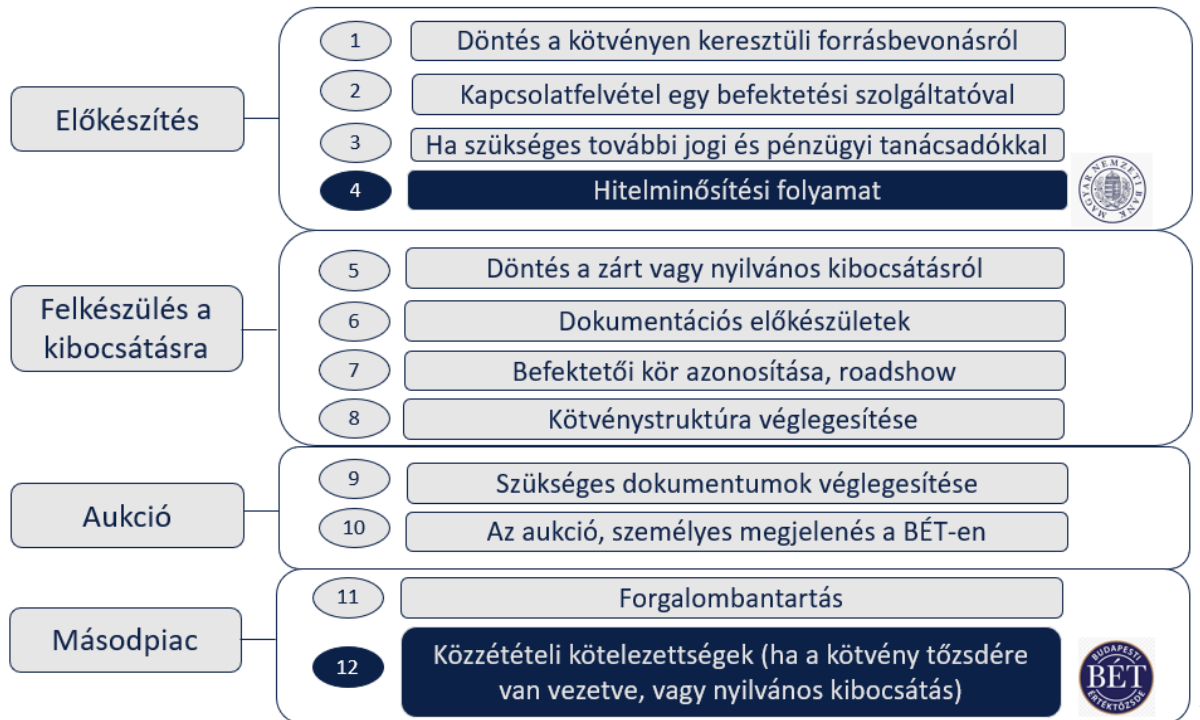 Előkészítés
1
Döntés a kötvényen keresztüli forrásbevonásról
2
Kapcsolatfelvétel egy befektetési szolgáltatóval
3
Ha szükséges további jogi és pénzügyi tanácsadókkal
4
Hitelminősítési folyamat
MAGYAR NEMZETI BANK
Felkészülés a
kibocsátásra
5
Döntés a zárt vagy nyilvános kibocsátásról
6
Dokumentációs előkészületek
7
Befektetői kör azonosítása, roadshow
8
Kötvénystruktúra véglegesítése
Aukció
9
Szükséges dokumentumok véglegesítése
10
Az aukció, személyes megjelenés a BÉT-en
Másodpiac
11
Forgalombantartás
12
Közzétételi kötelezettségek (ha a kötvény tőzsdére
van vezetve, vagy nyilvános kibocsátás)
BUDAPESTI
BÉT
ÉRTÉKTŐZSDE